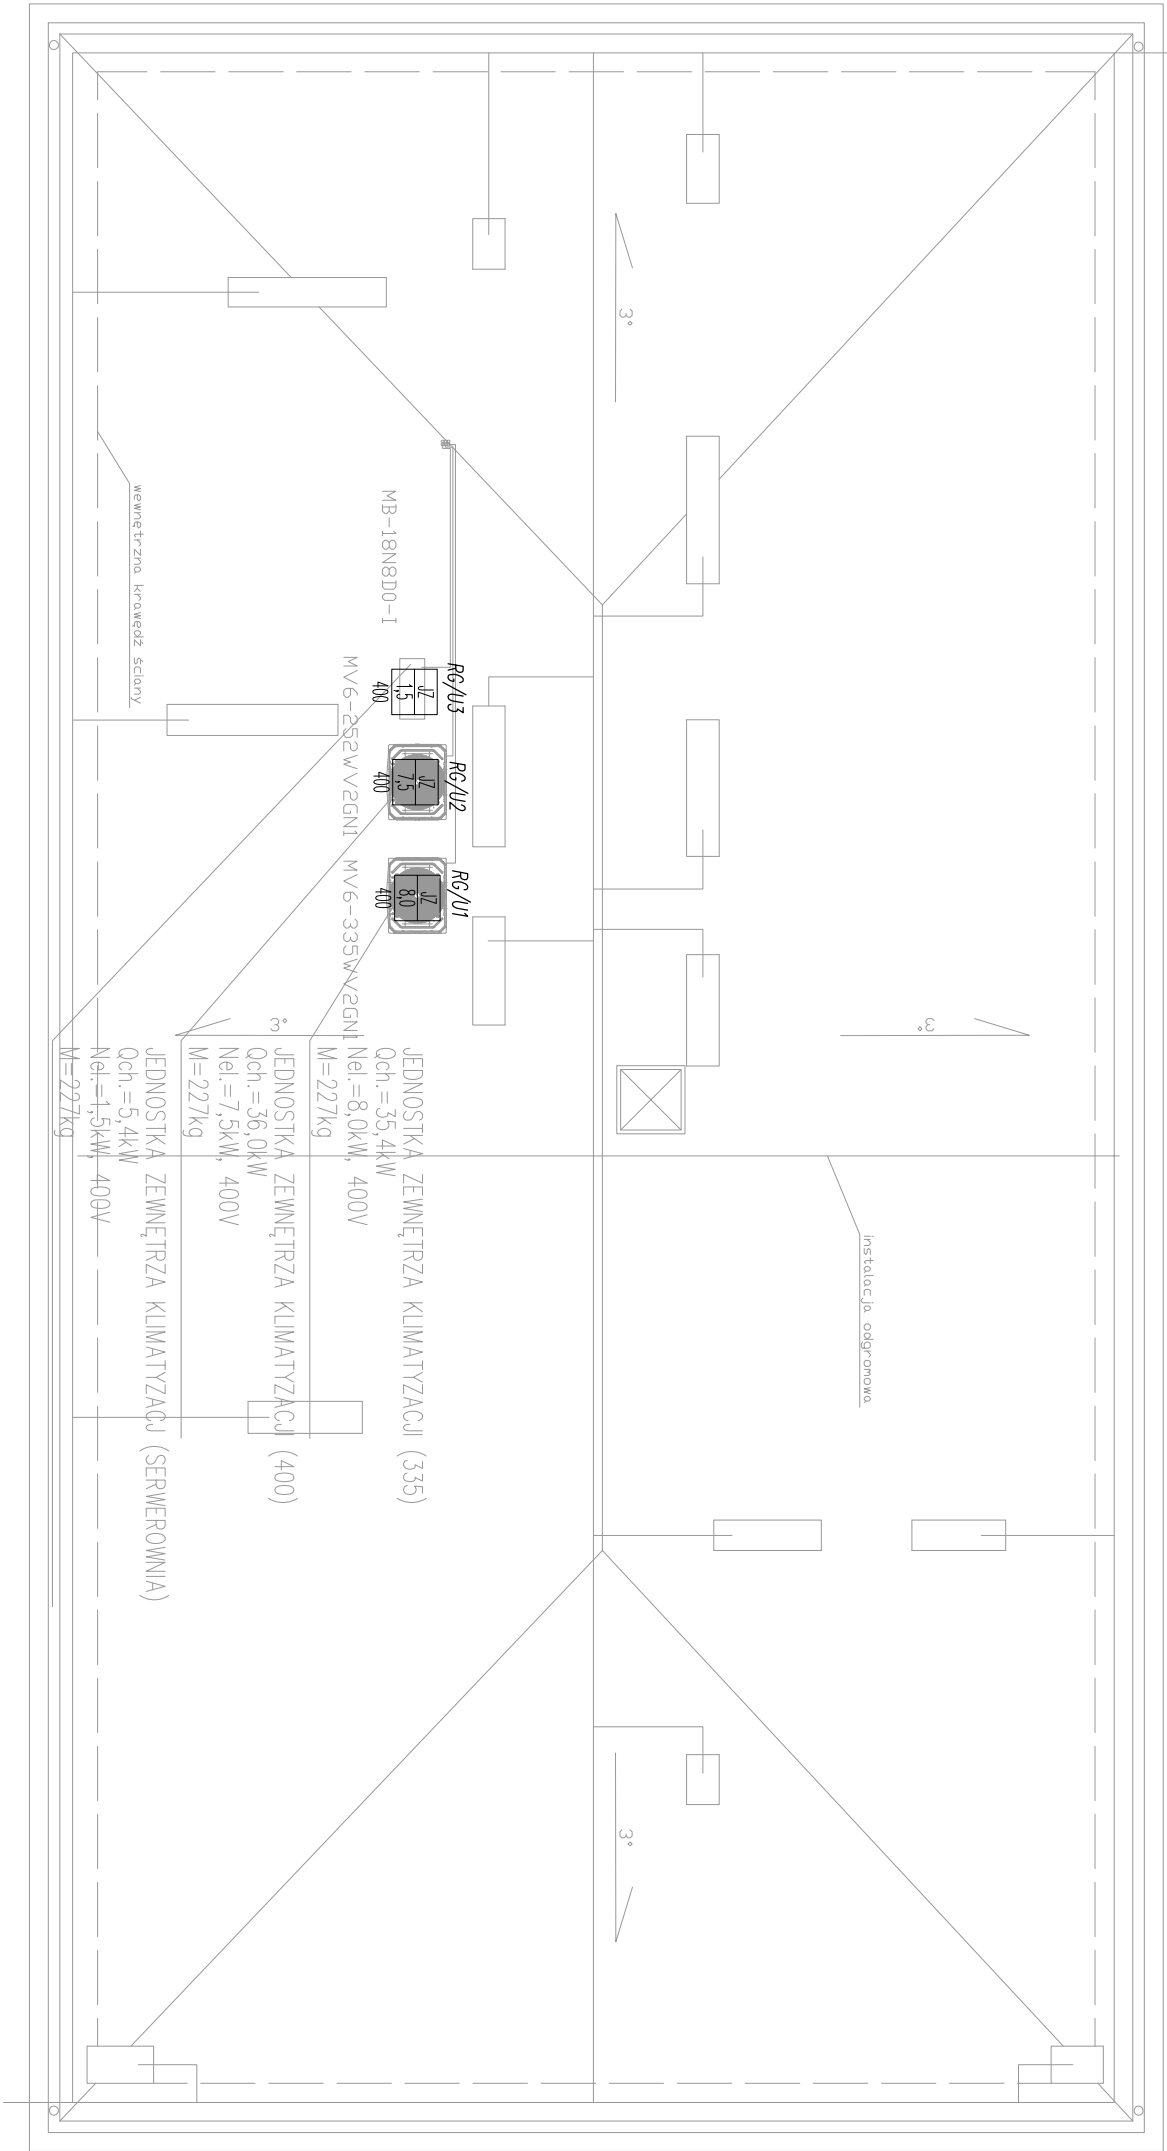 3°
MB-18N8D0-I
wewnętrzna krawędź ściany
RG/U3
JZ
1,5
400
MV6-252WV2GN1
RG/U2
JZ
7,5
400
RG/U1
JZ
8,0
400
MV6-335WV2GN1
3°
3°
JEDNOSTKA ZEWNĘTRZA KLIMATYZACJI (335)
Qch.=35,4kW
Nel.=8,0kW, 400V
M=227kg
JEDNOSTKA ZEWNĘTRZA KLIMATYZACJI (400)
Qch.=36,0kW
Nel.=7,5kW, 400V
M=227kg
JEDNOSTKA ZEWNĘTRZA KLIMATYZACJ (SERWEROWNIA)
Qch.=5,4kW
Nel.=1,5kW, 400V
M=227kg
instalacja odgromowa
3°